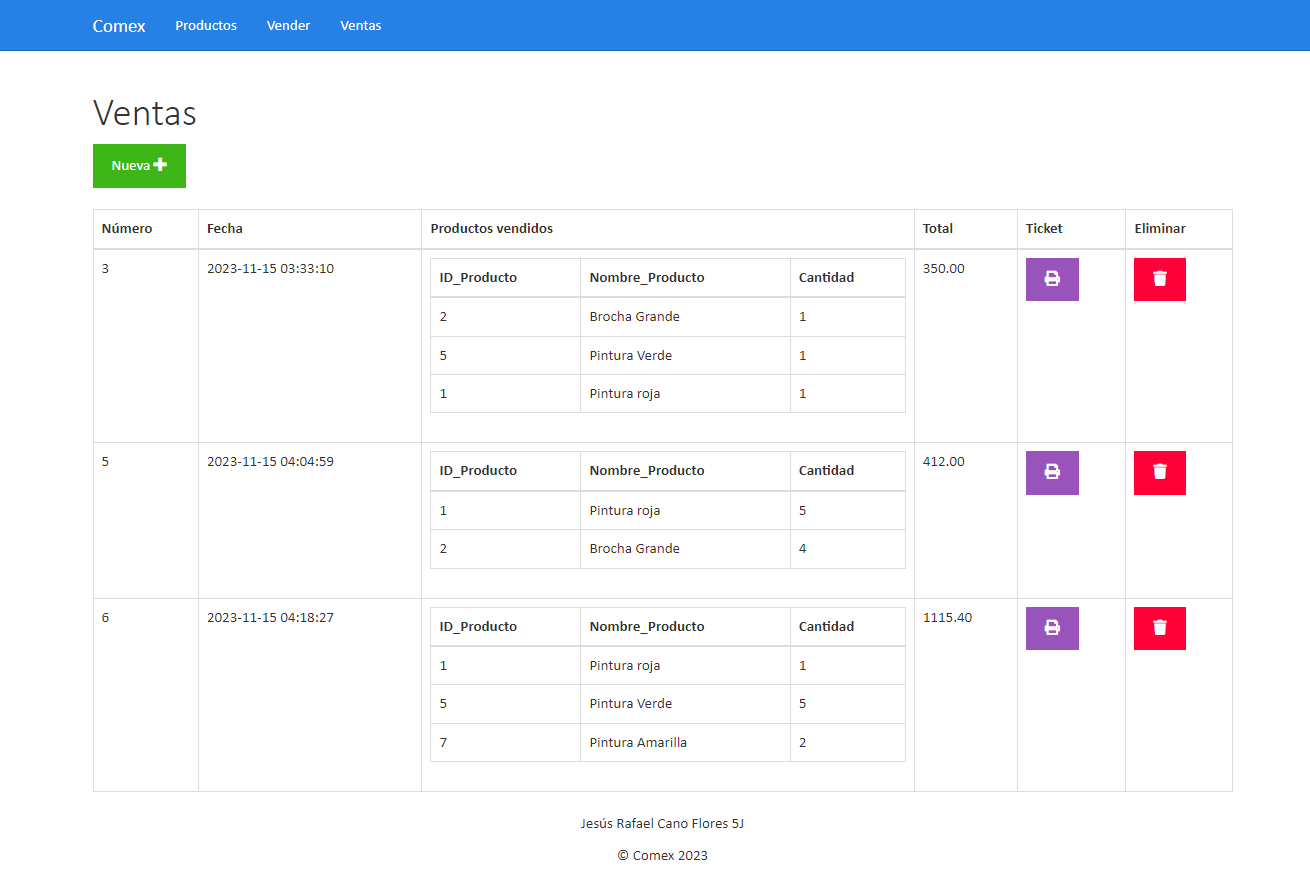 Comex Productos Vender Ventas
Ventas
Nueva
Número Fecha Productos vendidos Total Ticket Eliminar
3 2023-11-15 03:33:10 350.00
ID_Producto Nombre_Producto Cantidad
2 Brocha Grande 1
5 Pintura Verde 1
1 Pintura roja 1
5 2023-11-15 04:04:59 412.00
ID_Producto Nombre_Producto Cantidad
1 Pintura roja 5
2 Brocha Grande 4
6 2023-11-15 04:18:27 1115.40
ID_Producto Nombre_Producto Cantidad
1 Pintura roja 1
5 Pintura Verde 5
7 Pintura Amarilla 2
Jesús Rafael Cano Flores 5J
© Comex 2023